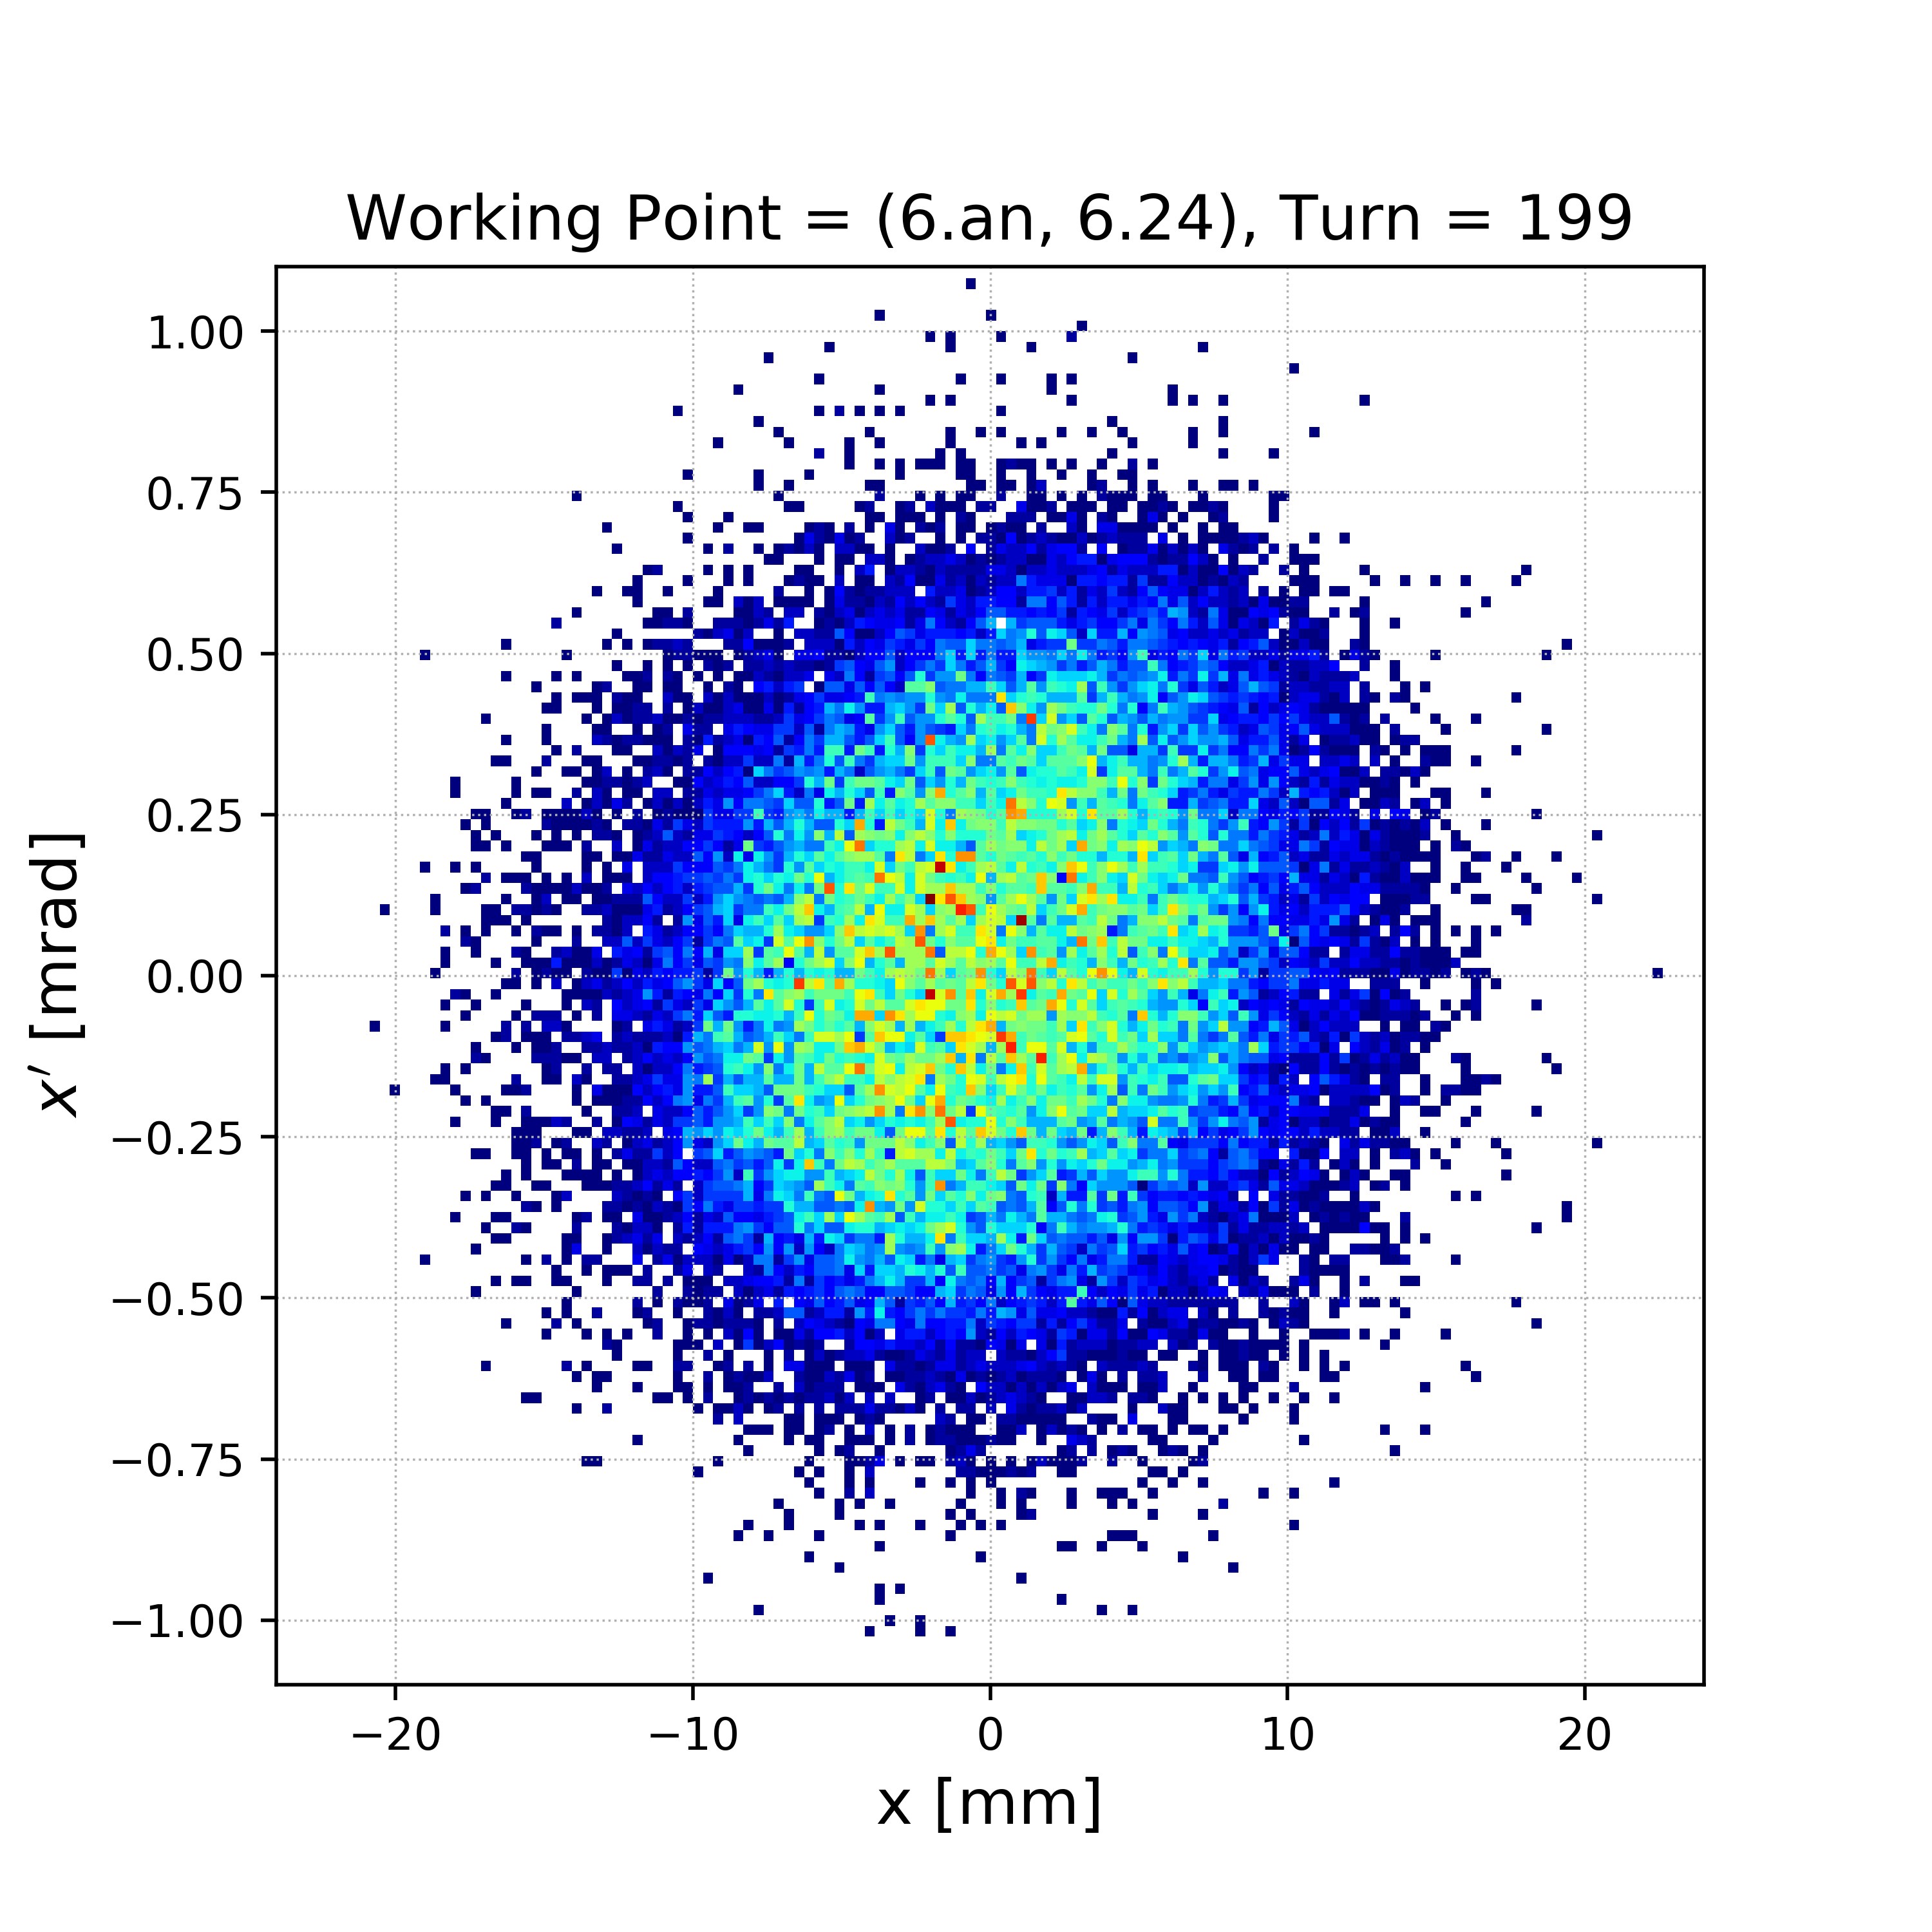 Working Point = (6.an, 6.24), Turn = 199
1.00
0.75
0.50
0.25
0.00
−0.25
−0.50
−0.75
−1.00
x′ [mrad]
−20 −10 0 10 20
x [mm]